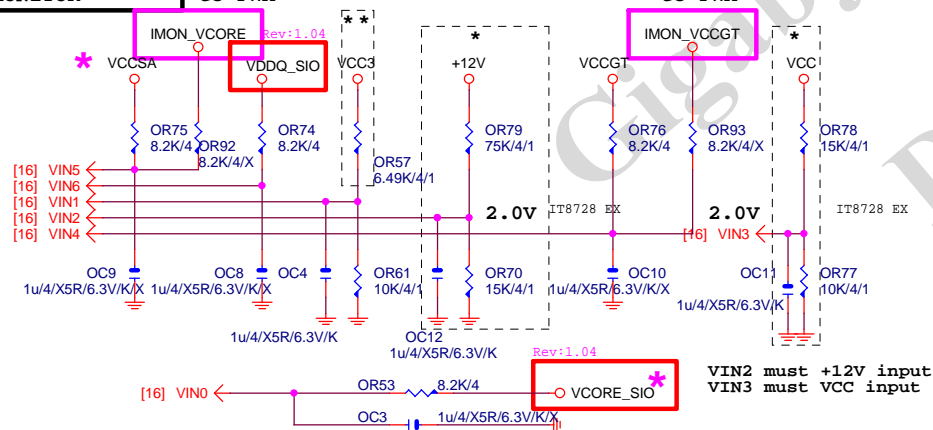 IMON_VCORE
Rev:1.04
**
*
IMON_VCCGT
*
*
VCCSA
VDDQ_SIO
VCC3
+12V
VCCGT
VCC
OR75
8.2K/4
OR92
8.2K/4/X
OR74
8.2K/4
OR57
6.49K/4/1
OR79
75K/4/1
OR76
8.2K/4
OR93
8.2K/4/X
OR78
15K/4/1
[16] VIN5
[16] VIN6
[16] VIN1
[16] VIN2
[16] VIN4
2.0V
IT8728 EX
2.0V
IT8728 EX
[16] VIN3
OC9
1u/4/X5R/6.3V/K/X
OC8
1u/4/X5R/6.3V/K/X
OC4
1u/4/X5R/6.3V/K
OR61
10K/4/1
OC12
1u/4/X5R/6.3V/K
OR70
15K/4/1
OC10
1u/4/X5R/6.3V/K/X
OC11
1u/4/X5R/6.3V/K
OR77
10K/4/1
Rev:1.04
[16] VIN0
OR53
8.2K/4
VCORE_SIO
*
OC3
1u/4/X5R/6.3V/K/X
VIN2 must +12V input
VIN3 must VCC input
Gigaby